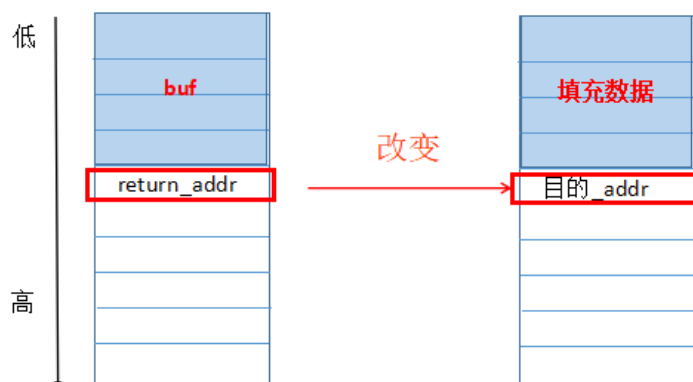 低
buf
填充数据
改变
return_addr
目的_addr
高